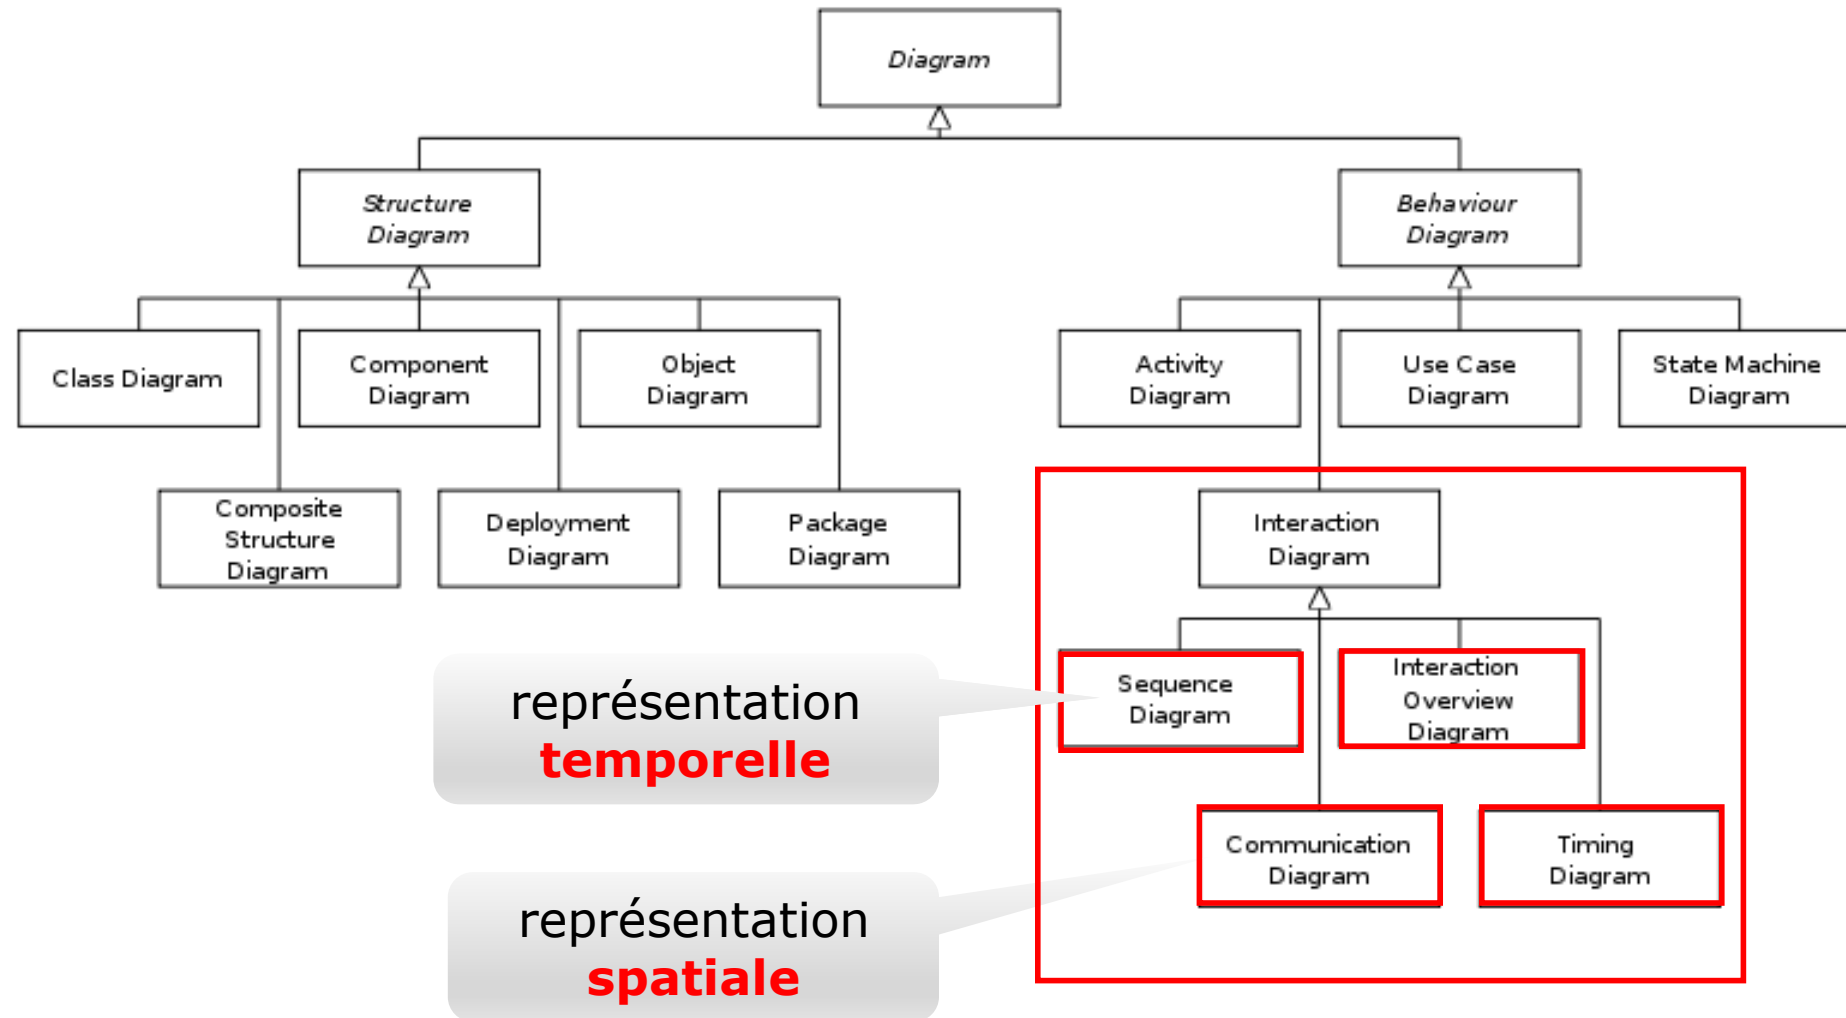 Diagram
Structure
Diagram
Behaviour
Diagram
Class Diagram
Component
Diagram
Object
Diagram
Activity
Diagram
Use Case
Diagram
State Machine
Diagram
Composite
Structure
Diagram
Deployment
Diagram
Package
Diagram
Interaction
Diagram
Sequence
Diagram
Interaction
Overview
Diagram
représentation
temporelle
Communication
Diagram
Timing
Diagram
représentation
spatiale